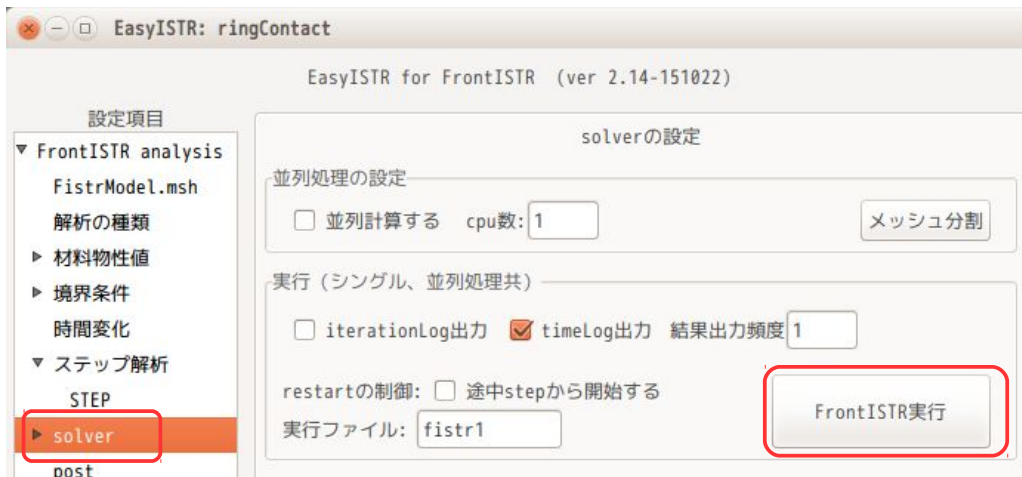 EasyISTR: ringContact
EasyISTR for FrontISTR (ver 2.14-151022)
設定項目
FrontISTR analysis
FistrModel.msh
解析の種類
材料物性値
境界条件
時間変化
ステップ解析
STEP
solver
post
solverの設定
並列処理の設定
並列計算する cpu数: 1 メッシュ分割
実行（シングル、並列処理共）
iterationLog出力 timeLog出力 結果出力頻度 1
restartの制御: 途中stepから開始する
実行ファイル: fistr1
FrontISTR実行